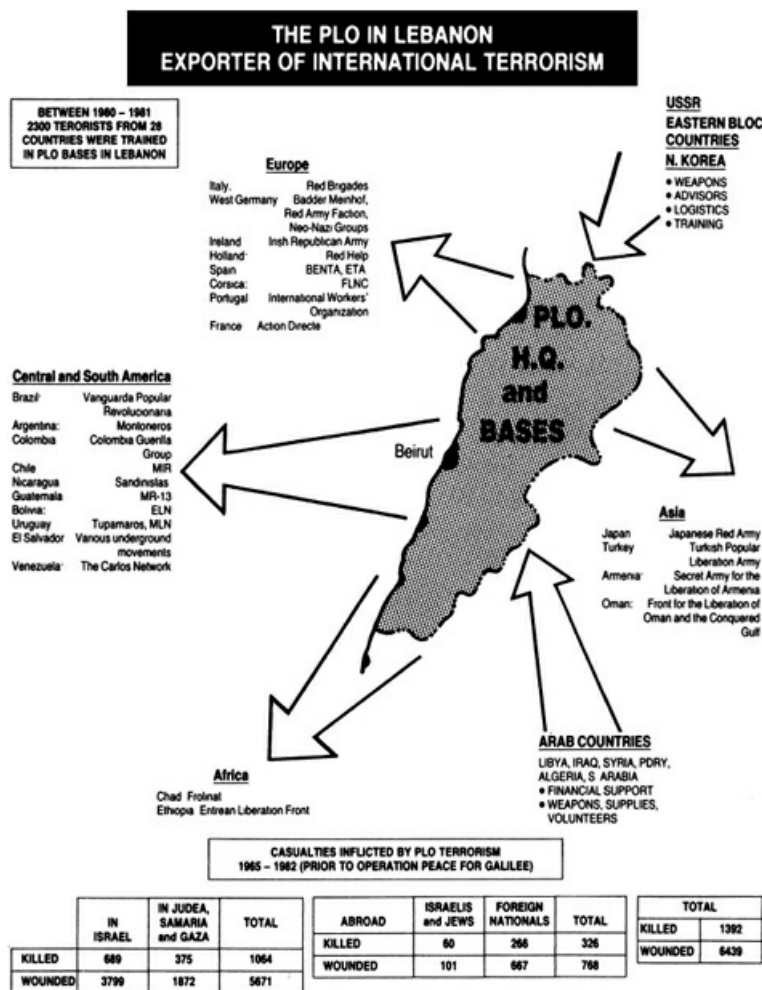 THE PLO IN LEBANON
EXPORTER OF INTERNATIONAL TERRORISM
BETWEEN 1980 – 1981
2300 TERORISTS FROM 28
COUNTRIES WERE TRAINED
IN PLO BASES IN LEBANON
USSR
EASTERN BLOC
COUNTRIES
N. KOREA
• WEAPONS
• ADVISORS
• LOGISTICS
• TRAINING
Europe
Italy. Red Brigades
West Germany Badder Meinhof,
Red Army Faction,
Neo-Nazi Groups
Ireland Irish Republican Army
Holland: Red Help
Spain BENTA, ETA
Corsica: FLNC
Portugal International Workers'
Organization
France Action Directe
PLO.
H.Q.
and
BASES
Beirut
Central and South America
Brazil: Vanguarda Popular
Revolucionaria
Argentina: Montoneros
Colombia Colombia Guerilla
Group
Chile MIR
Nicaragua Sandinistas
Guatemala MR-13
Bolivia: ELN
Uruguay Tupamaros, MLN
El Salvador Various underground
movements
Venezuela: The Carlos Network
Asia
Japan Japanese Red Army
Turkey Turkish Popular
Liberation Army
Armenia: Secret Army for the
Liberation of Armenia
Oman: Front for the Liberation of
Oman and the Conquered
Gulf
ARAB COUNTRIES
LIBYA, IRAQ, SYRIA, PDRY,
ALGERIA, S ARABIA
• FINANCIAL SUPPORT
• WEAPONS, SUPPLIES,
VOLUNTEERS
Africa
Chad Frolinat
Ethiopia Eritrean Liberation Front
CASUALTIES INFLICTED BY PLO TERRORISM
1965 – 1982 (PRIOR TO OPERATION PEACE FOR GALILEE)
IN ISRAEL IN JUDEA, SAMARIA and GAZA TOTAL
KILLED 689 375 1064
WOUNDED 3799 1872 5671
ABROAD ISRAELIS and JEWS FOREIGN NATIONALS TOTAL
KILLED 60 266 326
WOUNDED 101 667 768
TOTAL
KILLED 1392
WOUNDED 6439